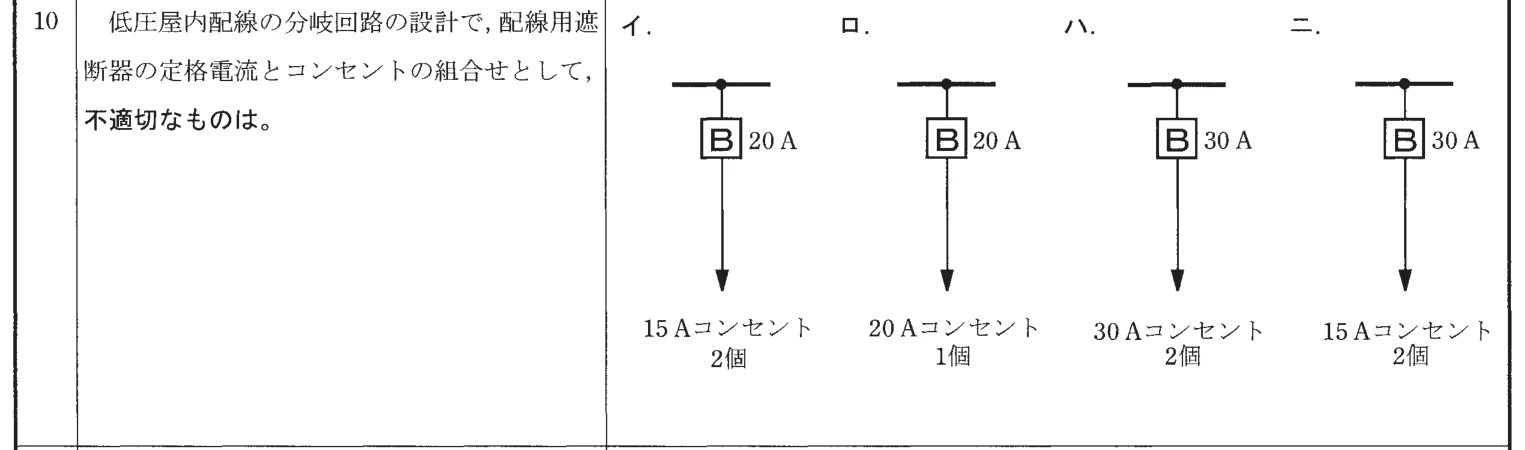 10
低圧屋内配線の分岐回路の設計で,配線用遮
断器の定格電流とコンセントの組合せとして,
不適切なものは。
イ.
ロ.
ハ.
ニ.
B 20 A
B 20 A
B 30 A
B 30 A
15 Aコンセント
2個
20 Aコンセント
1個
30 Aコンセント
2個
15 Aコンセント
2個